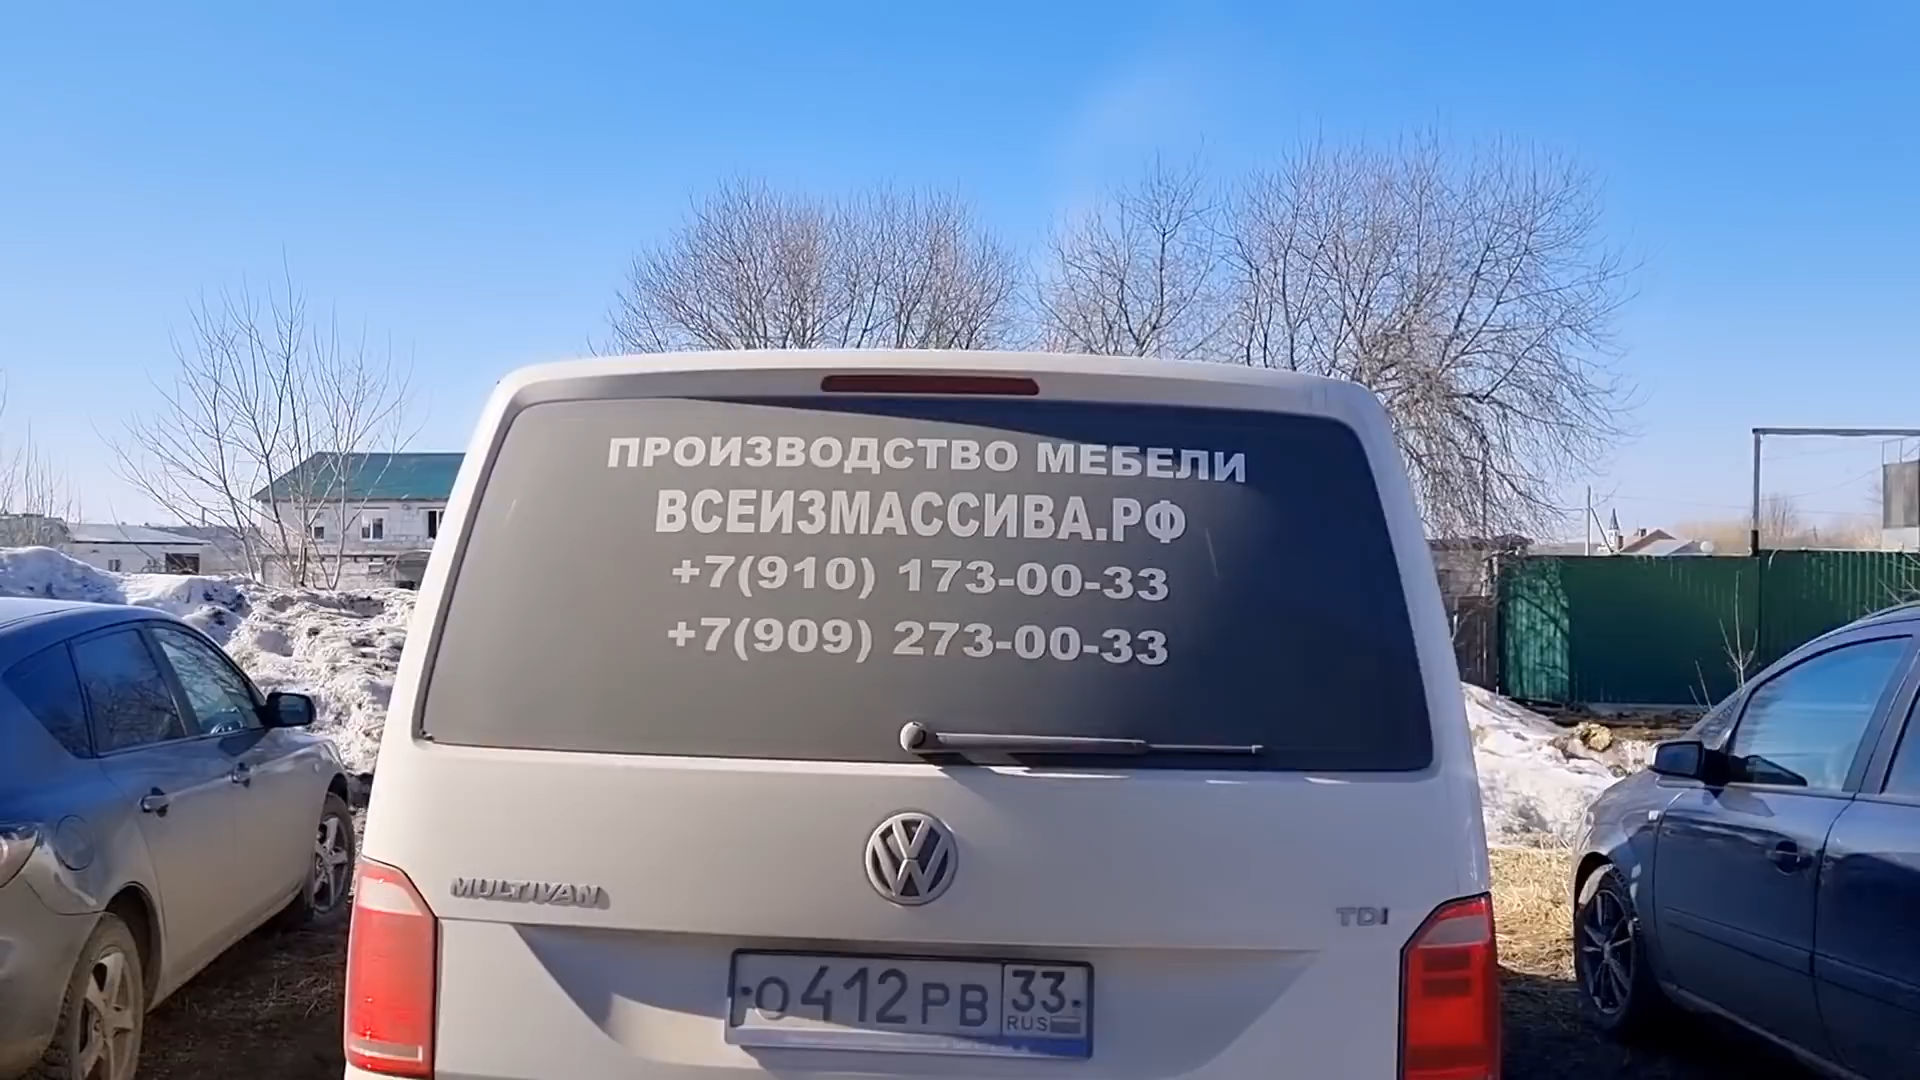 ПРОИЗВОДСТВО МЕБЕЛИ
ВСЕИЗМАССИВА.РФ
+7(910) 173-00-33
+7(909) 273-00-33
MULTIVAN
TDI
О412РВ 33
RUS